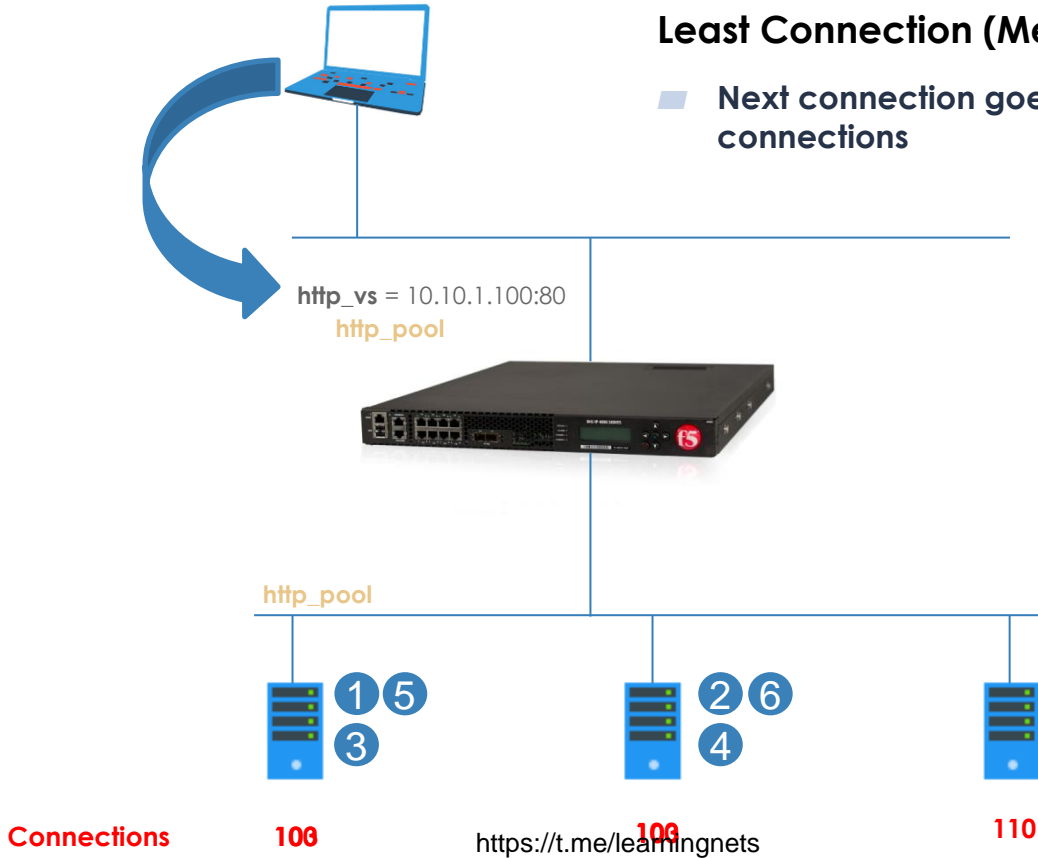 Least Connection (Me
Next connection goe
connections
http_vs = 10.10.1.100:80
http_pool
f5
http_pool
1 5
2 6
3
4
Connections
110
https://t.me/learningnets